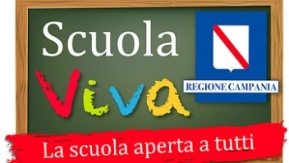 Scuola
Viva
REGIONE CAMPANIA
La scuola aperta a tutti